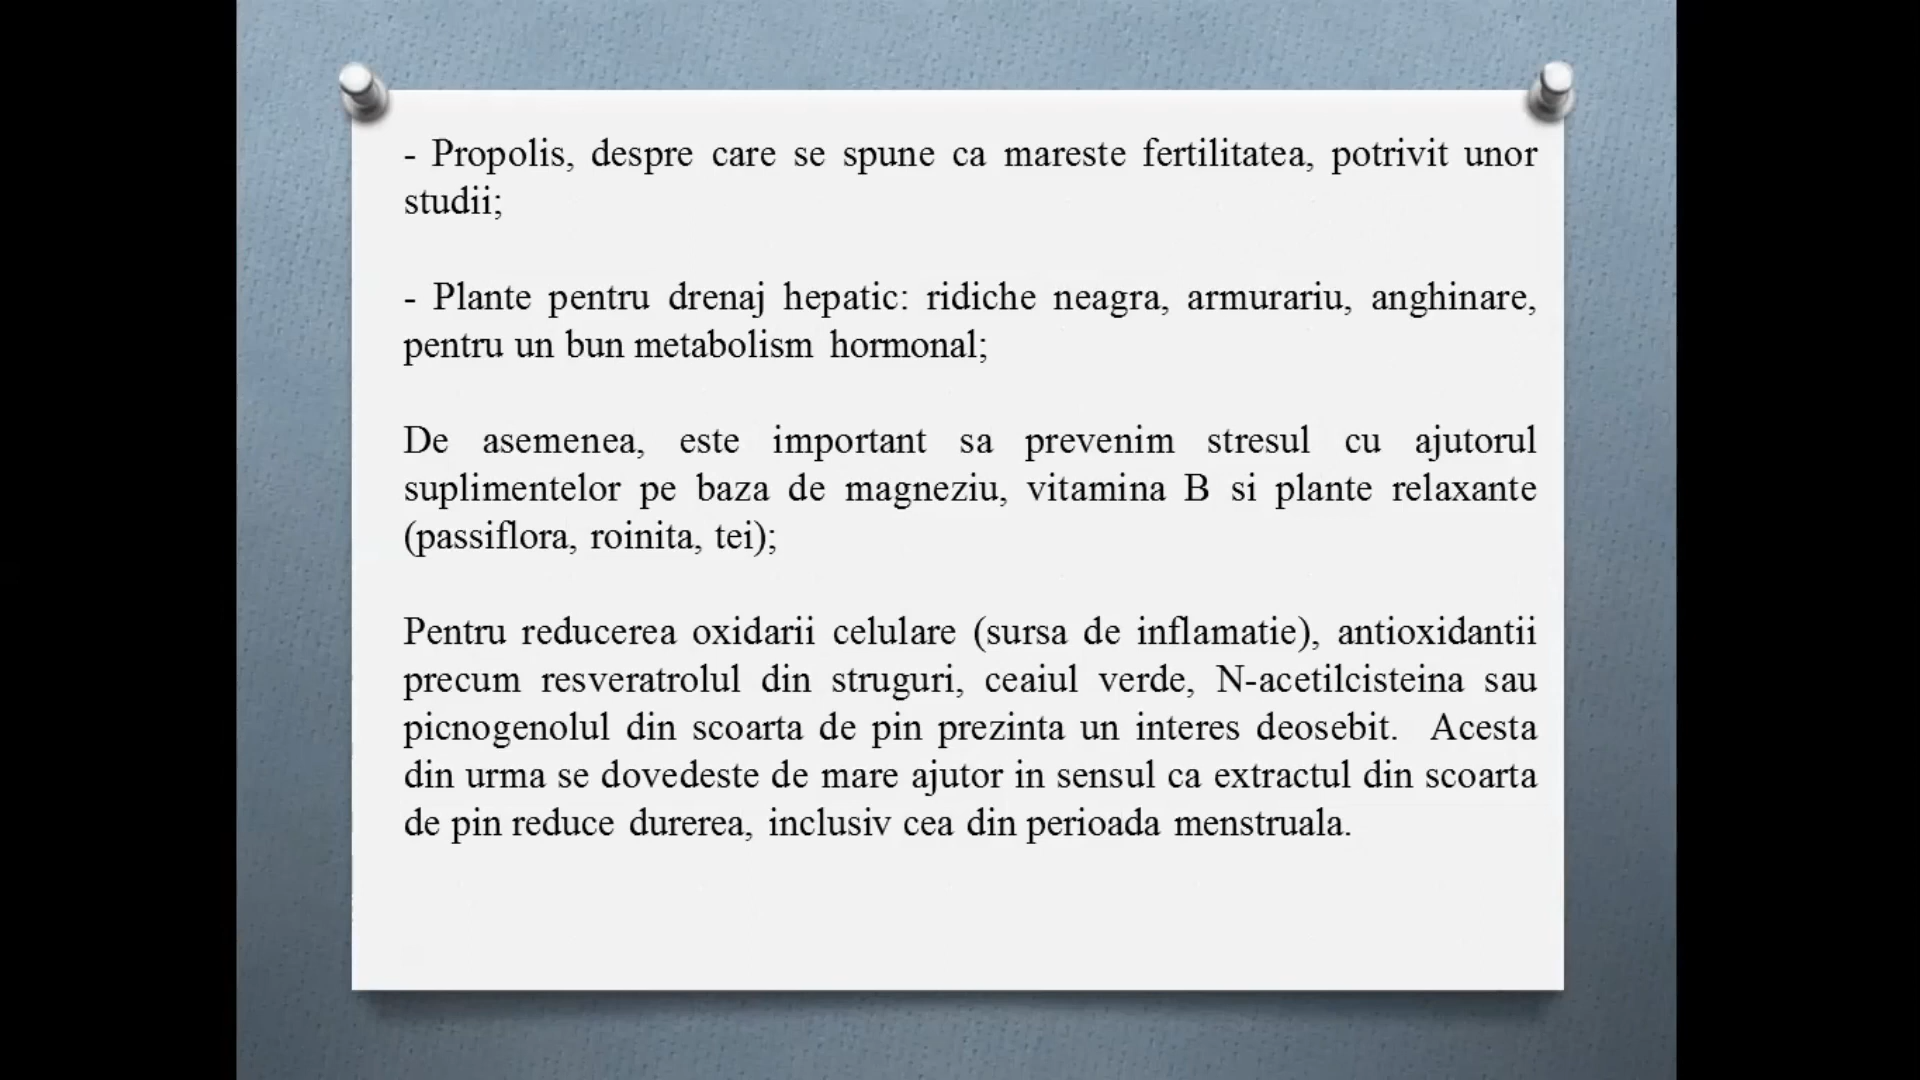 - Propolis, despre care se spune ca mareste fertilitatea, potrivit unor
studii;
- Plante pentru drenaj hepatic: ridiche neagra, armurariu, anghinare,
pentru un bun metabolism hormonal;
De asemenea, este important sa prevenim stresul cu ajutorul
suplimentelor pe baza de magneziu, vitamina B si plante relaxante
(passiflora, roinita, tei);
Pentru reducerea oxidarii celulare (sursa de inflamatie), antioxidantii
precum resveratrolul din struguri, ceaiul verde, N-acetilcisteina sau
picnogenolul din scoarta de pin prezinta un interes deosebit. Acesta
din urma se dovedeste de mare ajutor in sensul ca extractul din scoarta
de pin reduce durerea, inclusiv cea din perioada menstruala.